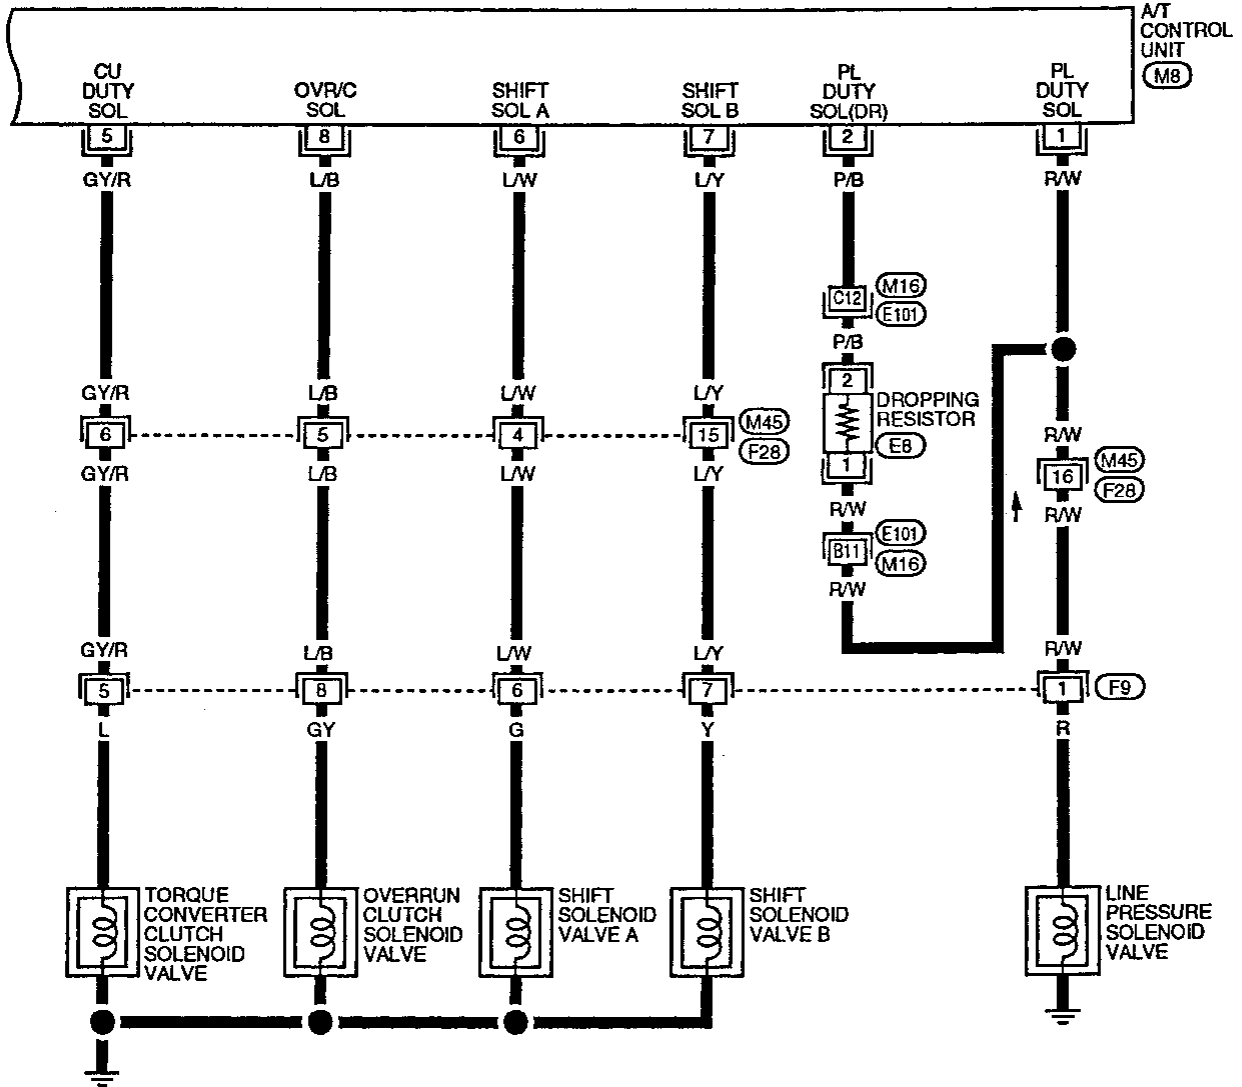 A/T
CONTROL
UNIT
M8
CU
DUTY
SOL
OVR/C
SOL
SHIFT
SOL A
SHIFT
SOL B
PL
DUTY
SOL(DR)
PL
DUTY
SOL
5
8
6
7
2
1
GY/R
L/B
L/W
L/Y
P/B
R/W
C12
M16
E101
P/B
2
DROPPING
RESISTOR
E8
1
R/W
E101
B11
M16
R/W
GY/R
L/B
L/W
L/Y
6
5
4
15
M45
F28
GY/R
L/B
L/W
L/Y
R/W
16
M45
F28
R/W
GY/R
L/B
L/W
L/Y
R/W
5
8
6
7
1
F9
L
GY
G
Y
R
TORQUE
CONVERTER
CLUTCH
SOLENOID
VALVE
OVERRUN
CLUTCH
SOLENOID
VALVE
SHIFT
SOLENOID
VALVE A
SHIFT
SOLENOID
VALVE B
LINE
PRESSURE
SOLENOID
VALVE